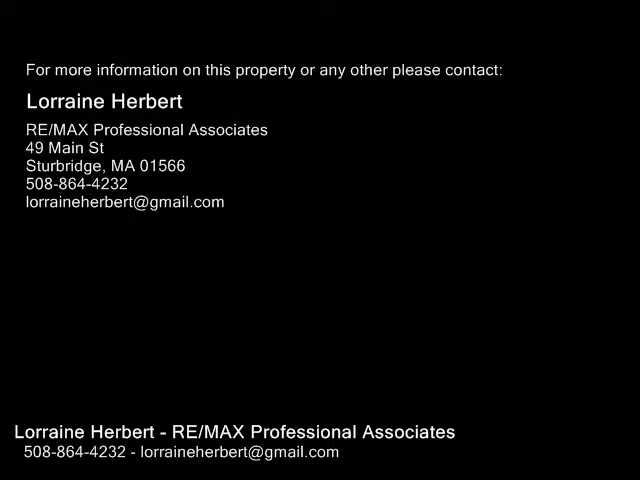 For more information on this property or any other please contact:
Lorraine Herbert
RE/MAX Professional Associates
49 Main St
Sturbridge, MA 01566
508-864-4232
lorraineherbert@gmail.com
Lorraine Herbert - RE/MAX Professional Associates
508-864-4232 - lorraineherbert@gmail.com